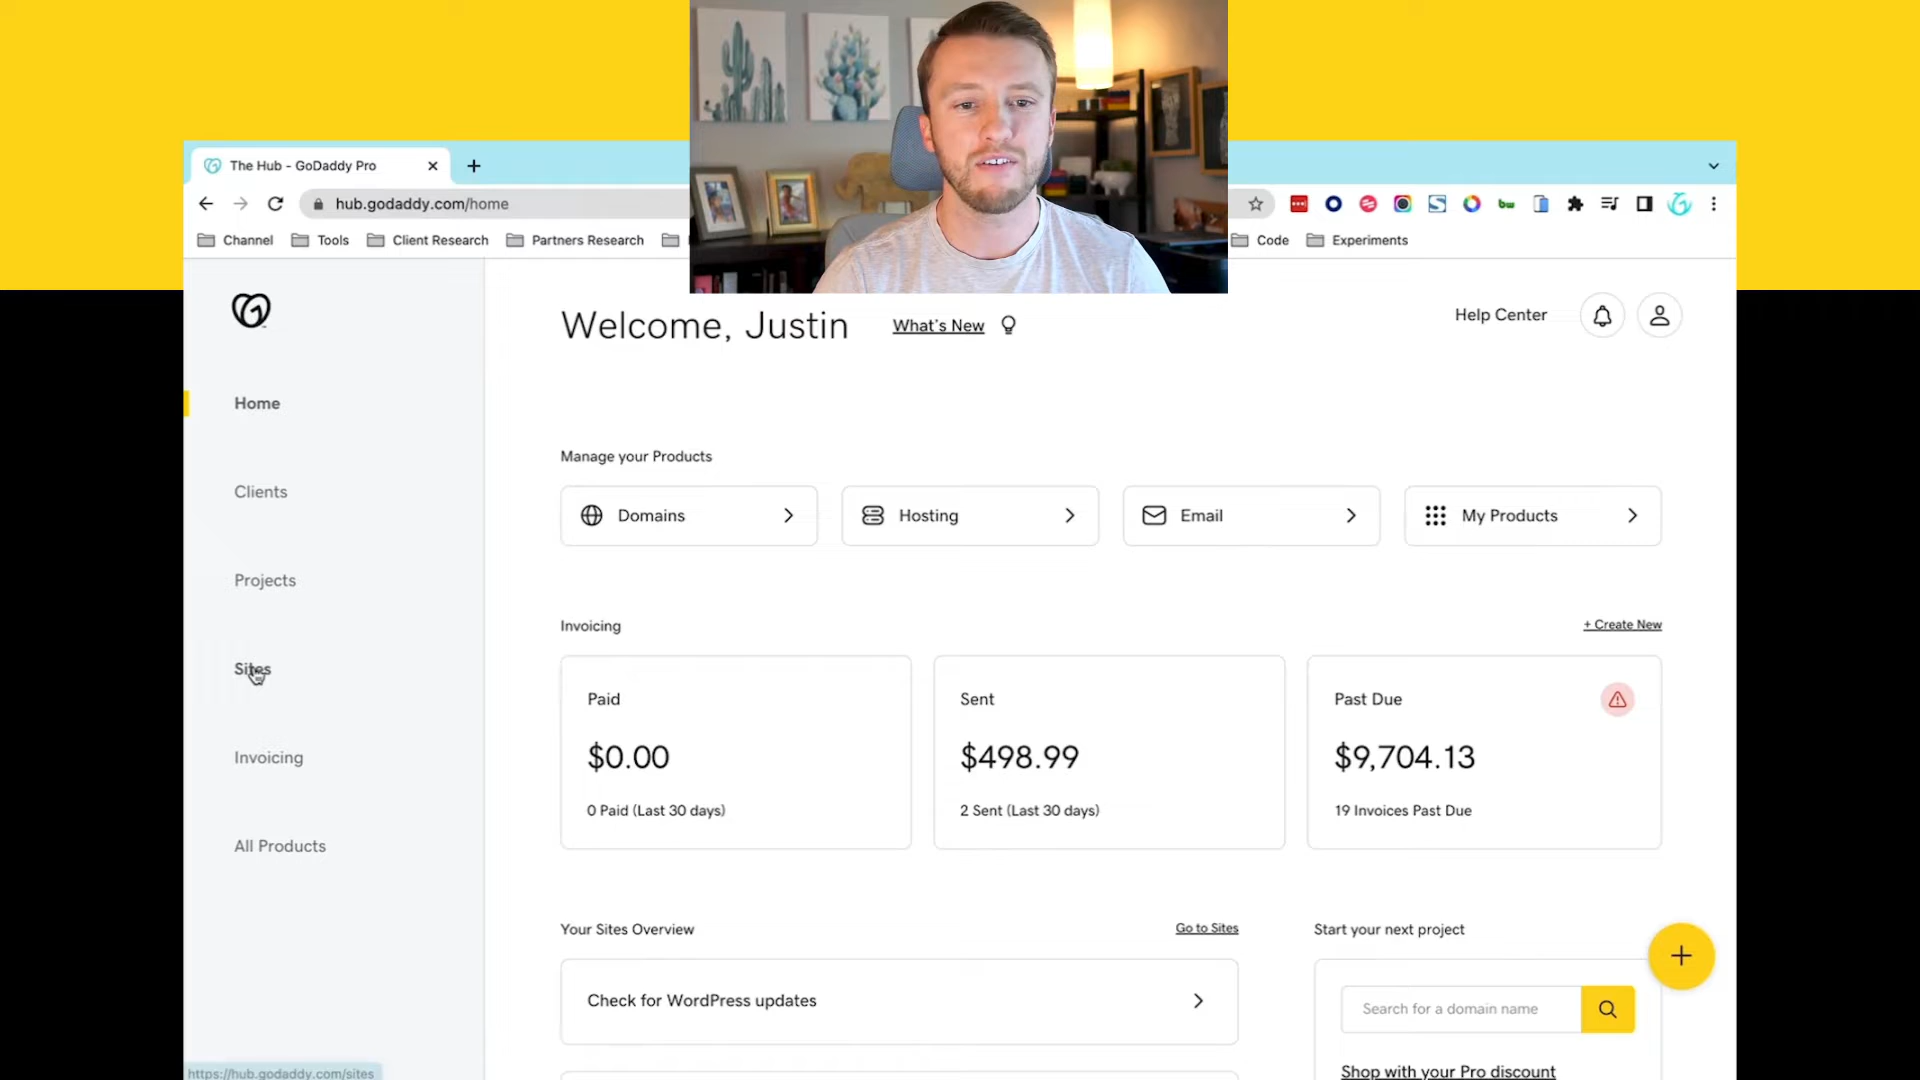 The Hub - GoDaddy Pro
hub.godaddy.com/home
Channel
Tools
Client Research
Partners Research
Code
Experiments
Welcome, Justin
What's New
Help Center
Home
Clients
Projects
Sites
Invoicing
All Products
Manage your Products
Domains
Hosting
Email
My Products
Invoicing
+ Create New
Paid
$0.00
0 Paid (Last 30 days)
Sent
$498.99
2 Sent (Last 30 days)
Past Due
$9,704.13
19 Invoices Past Due
Your Sites Overview
Go to Sites
Check for WordPress updates
Start your next project
Search for a domain name
Shop with your Pro discount
https://hub.godaddy.com/sites